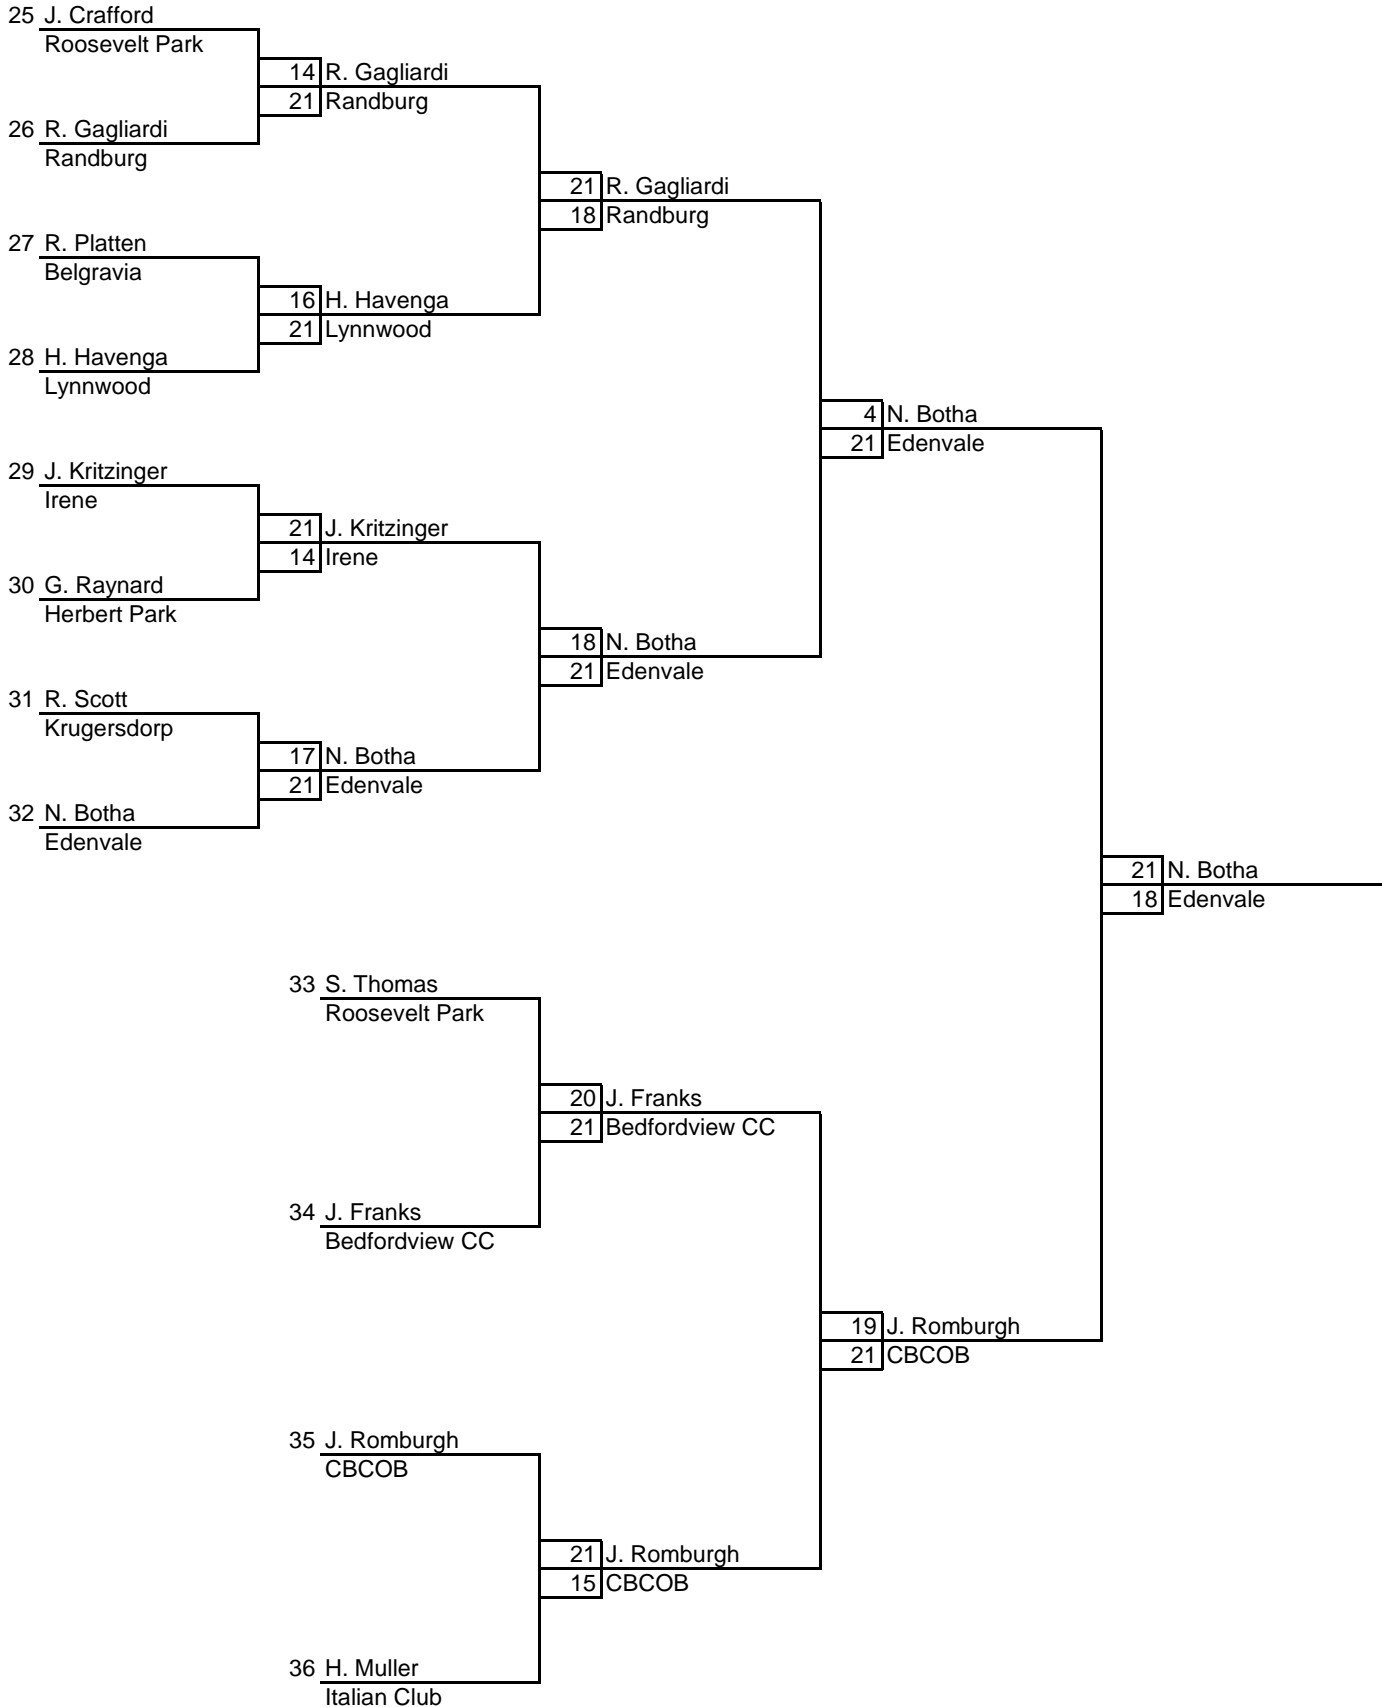 25 J. Crafford
Roosevelt Park
14 R. Gagliardi
21 Randburg
26 R. Gagliardi
Randburg
21 R. Gagliardi
18 Randburg
27 R. Platten
Belgravia
16 H. Havenga
21 Lynnwood
28 H. Havenga
Lynnwood
4 N. Botha
21 Edenvale
29 J. Kritzinger
Irene
21 J. Kritzinger
14 Irene
30 G. Raynard
Herbert Park
18 N. Botha
21 Edenvale
31 R. Scott
Krugersdorp
17 N. Botha
21 Edenvale
32 N. Botha
Edenvale
21 N. Botha
18 Edenvale
33 S. Thomas
Roosevelt Park
20 J. Franks
21 Bedfordview CC
34 J. Franks
Bedfordview CC
19 J. Romburgh
21 CBCOB
35 J. Romburgh
CBCOB
21 J. Romburgh
15 CBCOB
36 H. Muller
Italian Club